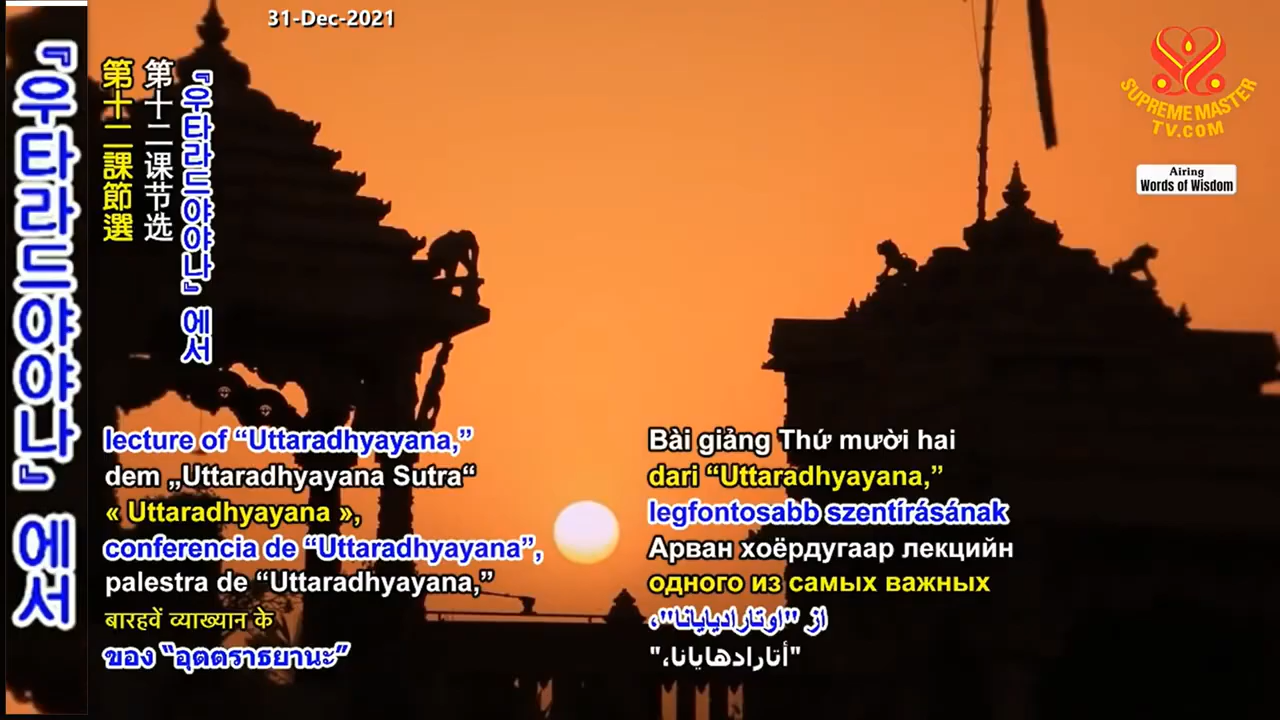 31-Dec-2021
『우타라드야야나』 에서
第十二課節選
第十二课节选
『우타라드야야나』 에서
SUPREME MASTER
TV.COM
Airing
Words of Wisdom
lecture of “Uttaradhyayana,”
dem „Uttaradhyayana Sutra“
« Uttaradhyayana »,
conferencia de “Uttaradhyayana”,
palestra de “Uttaradhyayana,”
बारहवें व्याख्यान के
ของ “อุตตราธยานะ”
Bài giảng Thứ mười hai
dari “Uttaradhyayana,”
legfontosabb szentírásának
Арван хоёрдугаар лекцийн
одного из самых важных
از "اوتارادیایانا"،
"أتارادهايانا،"